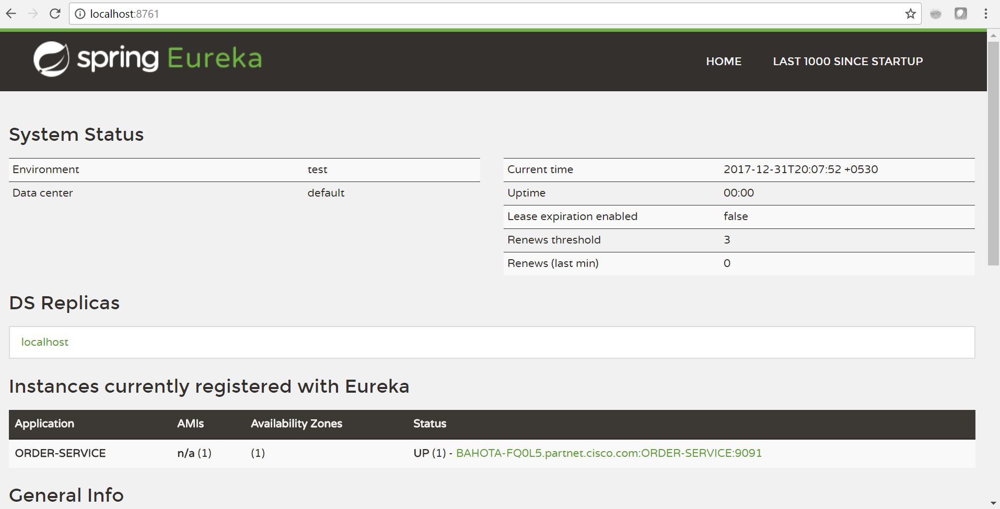 localhost:8761
spring Eureka
HOME LAST 1000 SINCE STARTUP
System Status
Environment test
Data center default
Current time 2017-12-31T20:07:52 +0530
Uptime 00:00
Lease expiration enabled false
Renews threshold 3
Renews (last min) 0
DS Replicas
localhost
Instances currently registered with Eureka
Application AMIs Availability Zones Status
ORDER-SERVICE n/a (1) (1) UP (1) - BAHOTA-FQ0L5.partnet.cisco.com:ORDER-SERVICE:9091
General Info